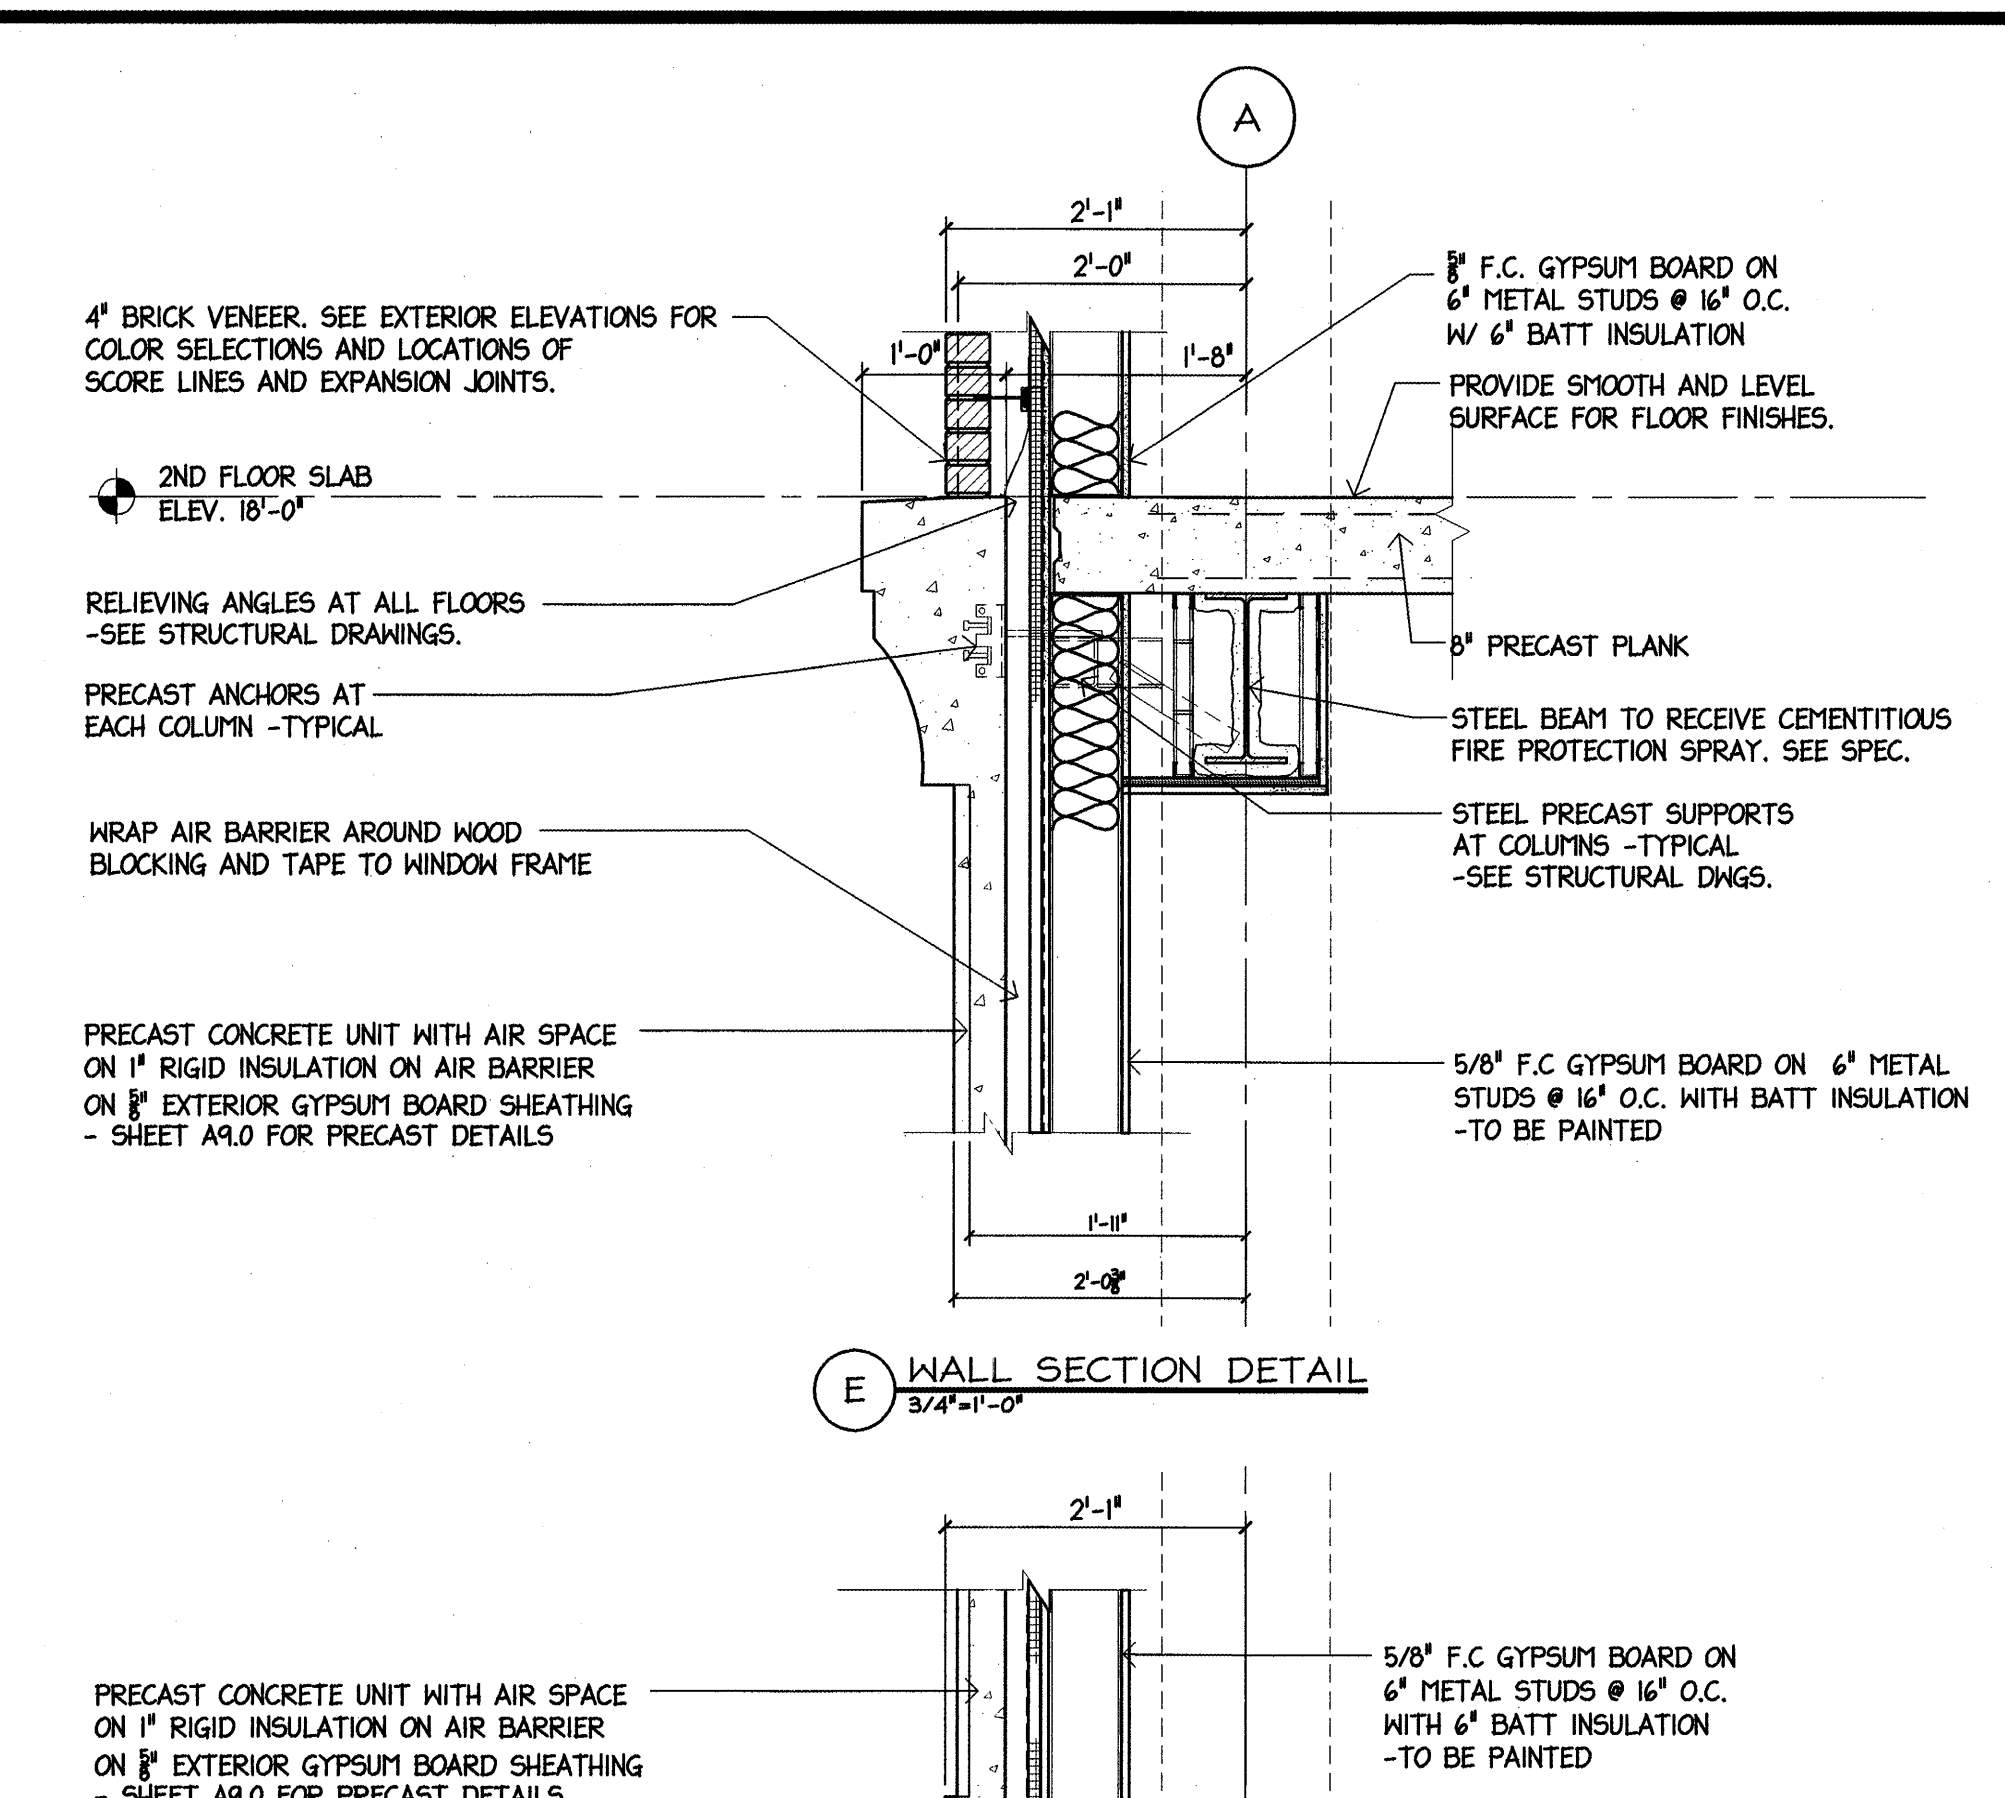 A
2'-1"
2'-0"
1'-0"
1'-8"
4" BRICK VENEER. SEE EXTERIOR ELEVATIONS FOR
COLOR SELECTIONS AND LOCATIONS OF
SCORE LINES AND EXPANSION JOINTS.
5/8" F.C. GYPSUM BOARD ON
6" METAL STUDS @ 16" O.C.
W/ 6" BATT INSULATION
PROVIDE SMOOTH AND LEVEL
SURFACE FOR FLOOR FINISHES.
2ND FLOOR SLAB
ELEV. 18'-0"
RELIEVING ANGLES AT ALL FLOORS
-SEE STRUCTURAL DRAWINGS.
8" PRECAST PLANK
PRECAST ANCHORS AT
EACH COLUMN -TYPICAL
STEEL BEAM TO RECEIVE CEMENTITIOUS
FIRE PROTECTION SPRAY. SEE SPEC.
WRAP AIR BARRIER AROUND WOOD
BLOCKING AND TAPE TO WINDOW FRAME
STEEL PRECAST SUPPORTS
AT COLUMNS -TYPICAL
-SEE STRUCTURAL DWGS.
PRECAST CONCRETE UNIT WITH AIR SPACE
ON 1" RIGID INSULATION ON AIR BARRIER
ON 5/8" EXTERIOR GYPSUM BOARD SHEATHING
- SHEET A9.0 FOR PRECAST DETAILS
5/8" F.C GYPSUM BOARD ON 6" METAL
STUDS @ 16" O.C. WITH BATT INSULATION
-TO BE PAINTED
1'-11"
2'-0 3/8"
E
WALL SECTION DETAIL
3/4"=1'-0"
2'-1"
5/8" F.C GYPSUM BOARD ON
6" METAL STUDS @ 16" O.C.
WITH 6" BATT INSULATION
-TO BE PAINTED
PRECAST CONCRETE UNIT WITH AIR SPACE
ON 1" RIGID INSULATION ON AIR BARRIER
ON 5/8" EXTERIOR GYPSUM BOARD SHEATHING
- SHEET A9.0 FOR PRECAST DETAILS